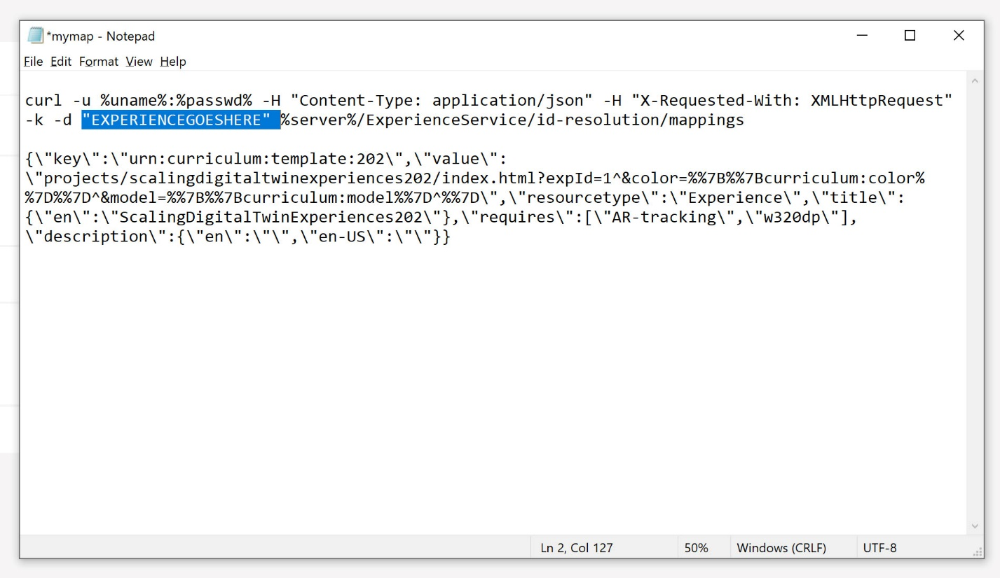 *mymap - Notepad
File Edit Format View Help
curl -u %uname%:%passwd% -H "Content-Type: application/json" -H "X-Requested-With: XMLHttpRequest"
-k -d "EXPERIENCEGOESHERE" %server%/ExperienceService/id-resolution/mappings
{\"key\":\"urn:curriculum:template:202\",\"value\":
\"projects/scalingdigitaltwinexperiences202/index.html?expId=1^&color=%%7B%%7Bcurriculum:color%
%7D%%7D^&model=%%7B%%7Bcurriculum:model%%7D^%%7D\",\"resourcetype\":\"Experience\",\"title\":
{\"en\":\"ScalingDigitalTwinExperiences202\"},\"requires\":[\"AR-tracking\",\"w320dp\"],
\"description\":{\"en\":\"\",\"en-US\":\"\"}}
Ln 2, Col 127 50% Windows (CRLF) UTF-8